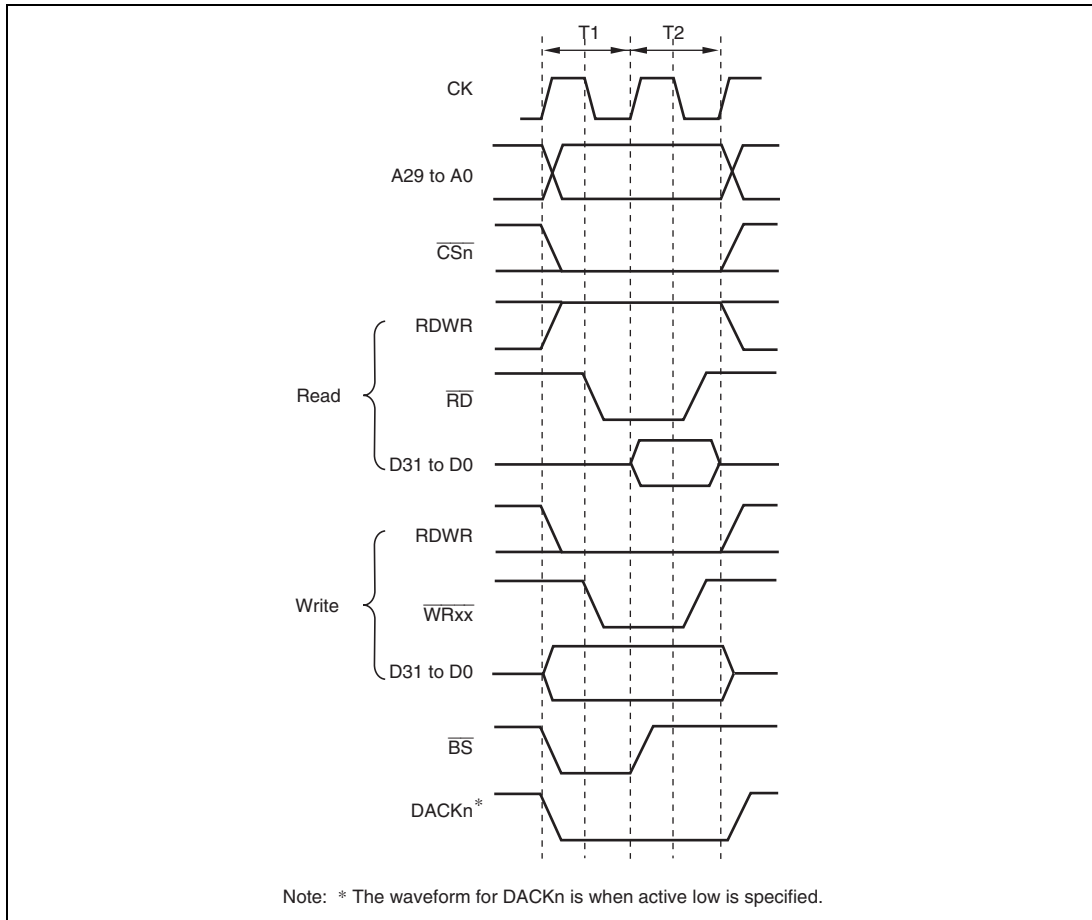 T1 T2
CK
A29 to A0
CSn
RDWR
Read
RD
D31 to D0
RDWR
Write
WRxx
D31 to D0
BS
DACKn*
Note: * The waveform for DACKn is when active low is specified.